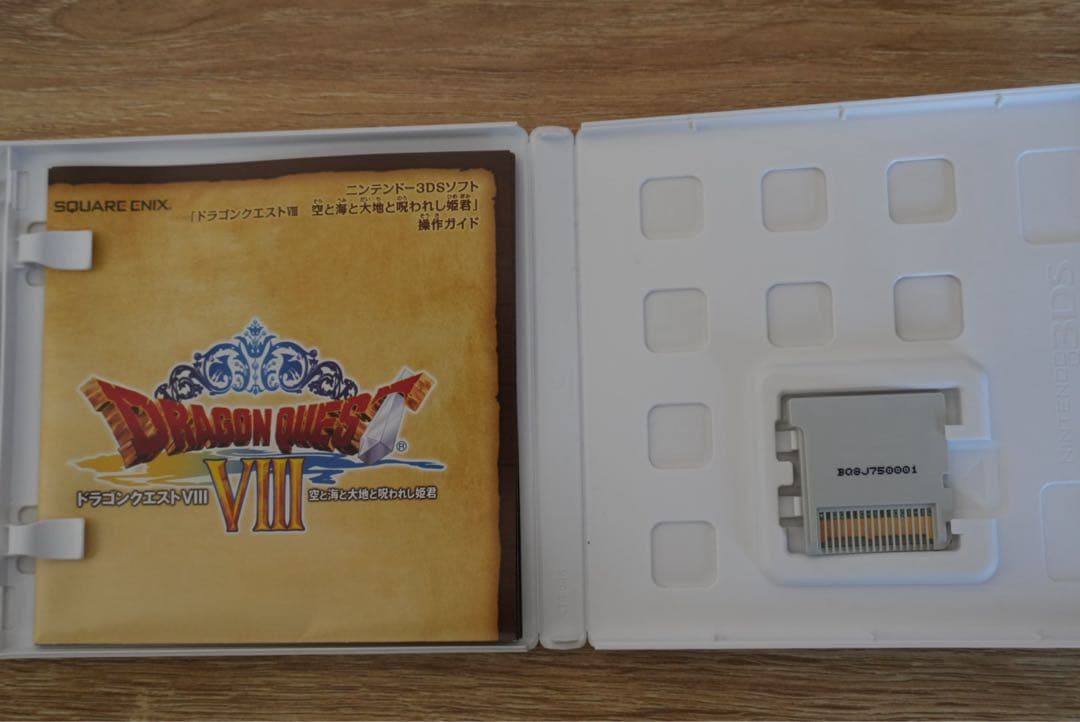 SQUARE ENIX.
ニンテンドー3DSソフト
「ドラゴンクエストⅧ 空と海と大地と呪われし姫君」
操作ガイド
DRAGON QUEST®
VIII
ドラゴンクエストVIII 空と海と大地と呪われし姫君
NINTENDO3DS
BQ8J750001